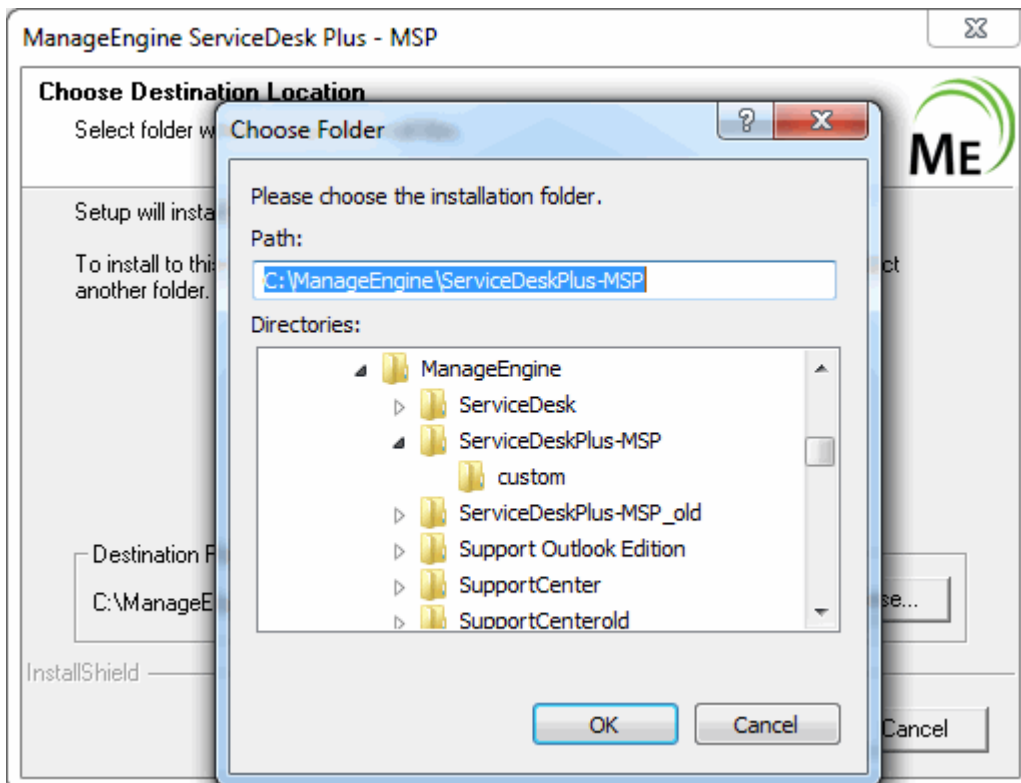 ManageEngine ServiceDesk Plus - MSP
Choose Destination Location
Select folder w
Choose Folder
ME
Please choose the installation folder.
Setup will insta
Path:
To install to this
ct
another folder.
C:\ManageEngine\ServiceDeskPlus-MSP
Directories:
ManageEngine
ServiceDesk
ServiceDeskPlus-MSP
custom
ServiceDeskPlus-MSP_old
Support Outlook Edition
SupportCenter
SupportCenterold
Destination F
C:\ManageE
se...
InstallShield
OK
Cancel
Cancel